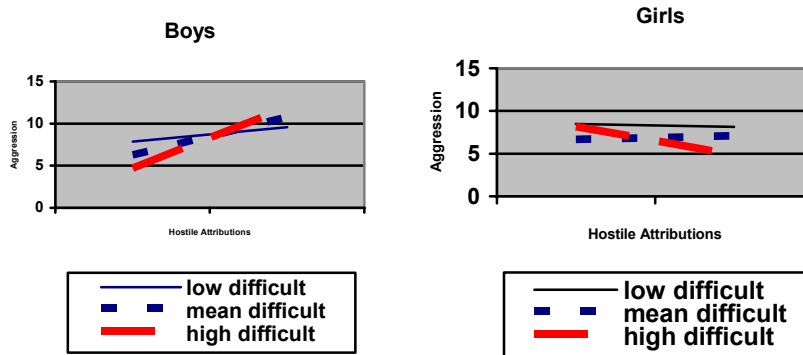 Boys
15
10
5
0
Aggression
Hostile Attributions
low difficult
mean difficult
high difficult
Girls
15
10
5
0
Aggression
Hostile Attributions
low difficult
mean difficult
high difficult